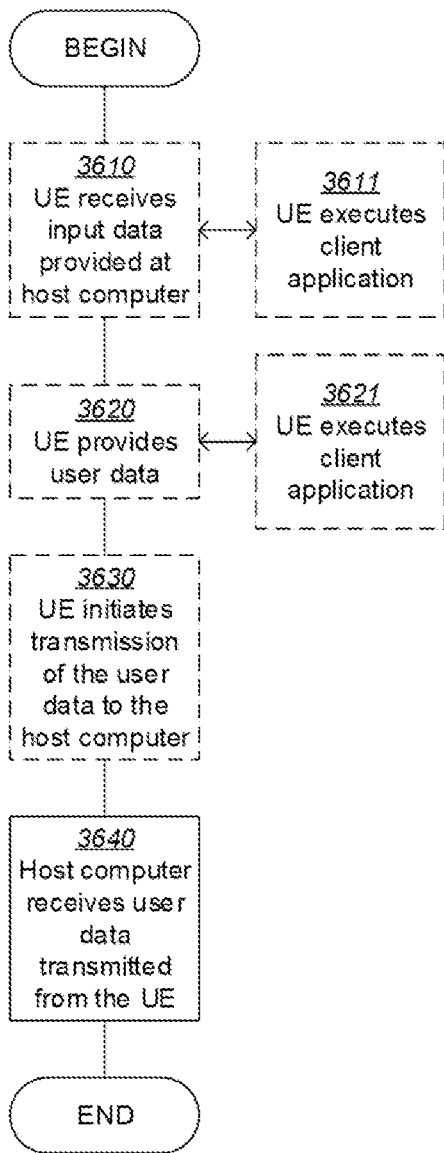 BEGIN
3610
UE receives
input data
provided at
host computer
3611
UE executes
client
application
3620
UE provides
user data
3621
UE executes
client
application
3630
UE initiates
transmission
of the user
data to the
host computer
3640
Host computer
receives user
data
transmitted
from the UE
END